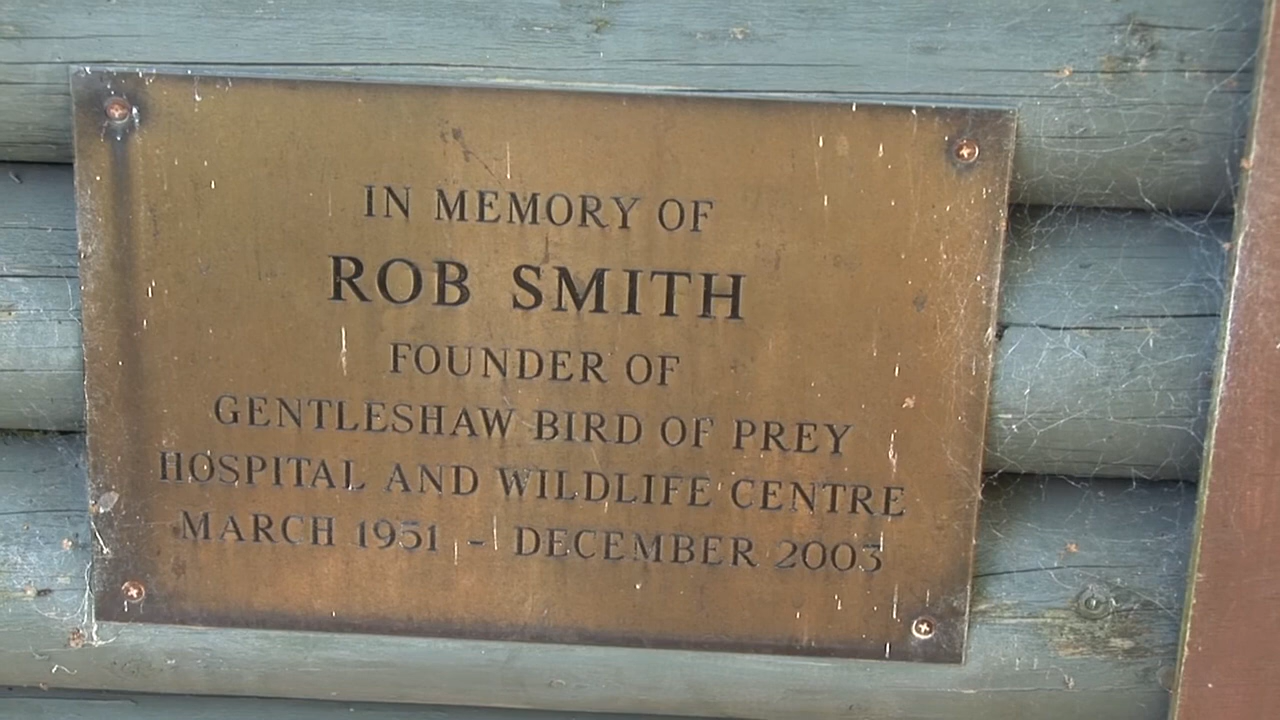 IN MEMORY OF
ROB SMITH
FOUNDER OF
GENTLESHAW BIRD OF PREY
HOSPITAL AND WILDLIFE CENTRE
MARCH 1951 - DECEMBER 2003